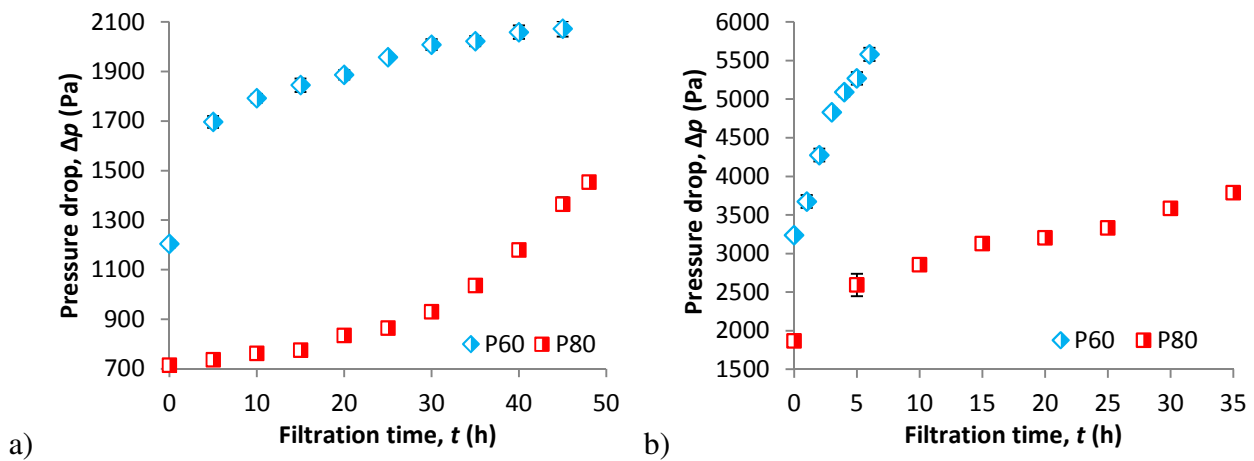 2100
1900
1700
1500
1300
1100
900
700
Pressure drop, Δp (Pa)
P60 P80
0 10 20 30 40 50
Filtration time, t (h)
a)
6000
5500
5000
4500
4000
3500
3000
2500
2000
1500
Pressure drop, Δp (Pa)
P60 P80
0 5 10 15 20 25 30 35
Filtration time, t (h)
b)